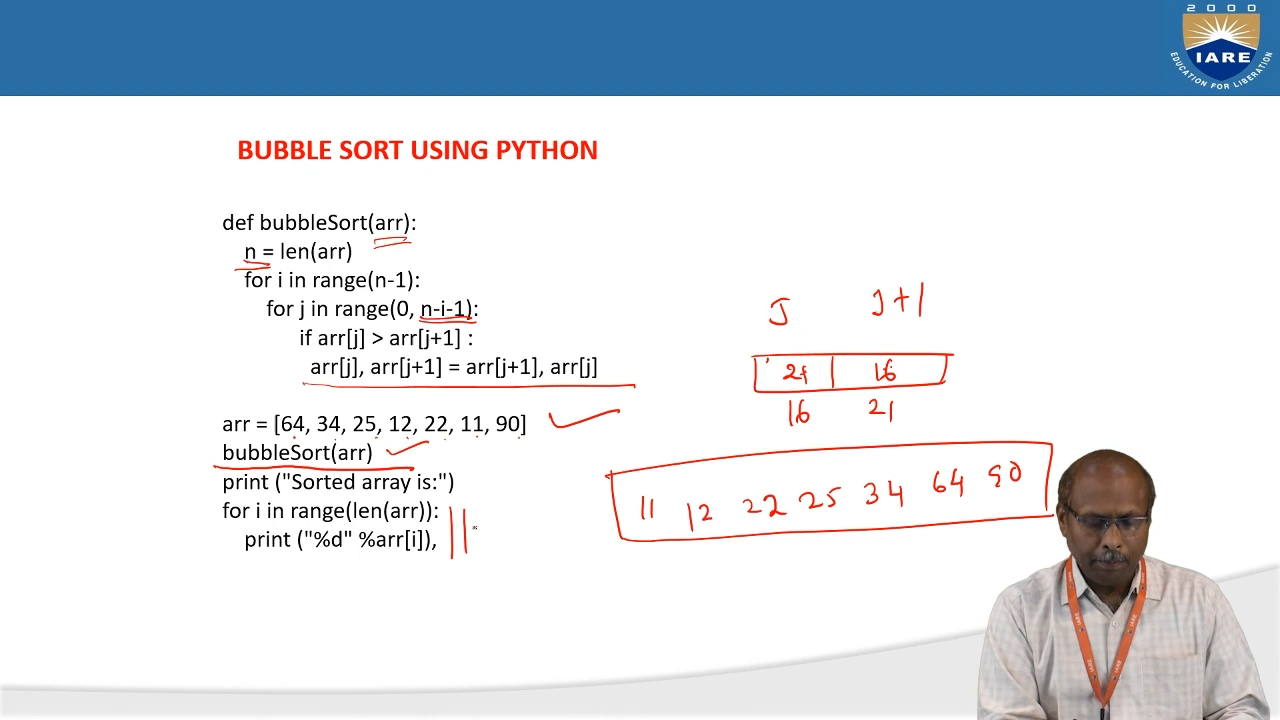 2000
IARE
EDUCATION FOR LIBERATION
BUBBLE SORT USING PYTHON
def bubbleSort(arr):
n = len(arr)
for i in range(n-1):
for j in range(0, n-i-1):
if arr[j] > arr[j+1] :
arr[j], arr[j+1] = arr[j+1], arr[j]
arr = [64, 34, 25, 12, 22, 11, 90]
bubbleSort(arr)
print ("Sorted array is:")
for i in range(len(arr)):
print ("%d" %arr[i]),
J J+1
21 16
16 21
11 12 22 25 34 64 90